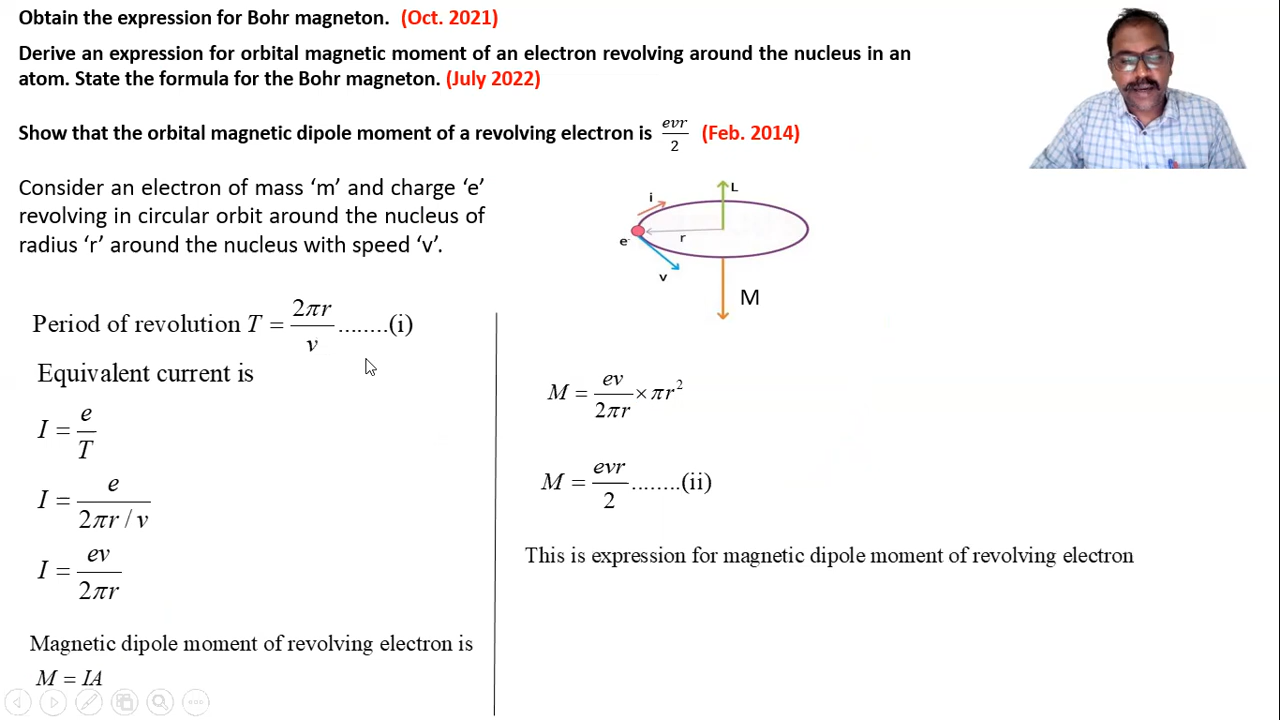 Obtain the expression for Bohr magneton. (Oct. 2021)
Derive an expression for orbital magnetic moment of an electron revolving around the nucleus in an
atom. State the formula for the Bohr magneton. (July 2022)
Show that the orbital magnetic dipole moment of a revolving electron is evr/2 (Feb. 2014)
Consider an electron of mass ‘m’ and charge ‘e’
revolving in circular orbit around the nucleus of
radius ‘r’ around the nucleus with speed ‘v’.
L
i
e⁻
r
v
M
Period of revolution T = 2πr/v ........(i)
Equivalent current is
I = e/T
I = e/(2πr / v)
I = ev/2πr
Magnetic dipole moment of revolving electron is
M = IA
M = ev/2πr × πr²
M = evr/2 ........(ii)
This is expression for magnetic dipole moment of revolving electron